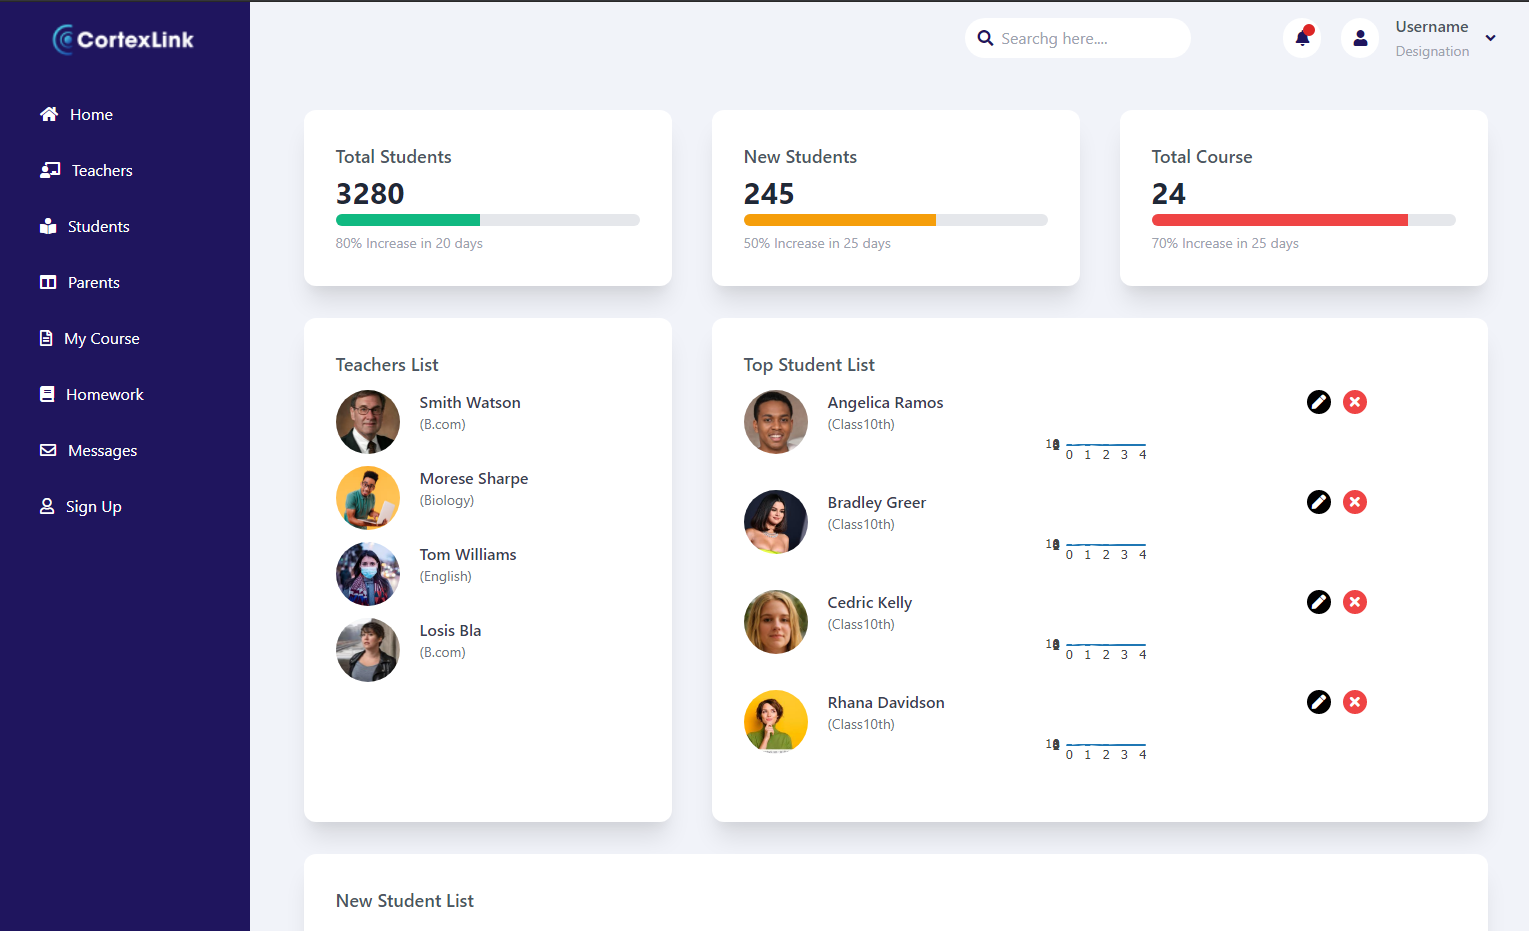 CortexLink
Home
Teachers
Students
Parents
My Course
Homework
Messages
Sign Up
Searchg here....
Username
Designation
Total Students
3280
80% Increase in 20 days
New Students
245
50% Increase in 25 days
Total Course
24
70% Increase in 25 days
Teachers List
Smith Watson
(B.com)
Morese Sharpe
(Biology)
Tom Williams
(English)
Losis Bla
(B.com)
Top Student List
Angelica Ramos
(Class10th)
0 1 2 3 4
Bradley Greer
(Class10th)
0 1 2 3 4
Cedric Kelly
(Class10th)
0 1 2 3 4
Rhana Davidson
(Class10th)
0 1 2 3 4
New Student List